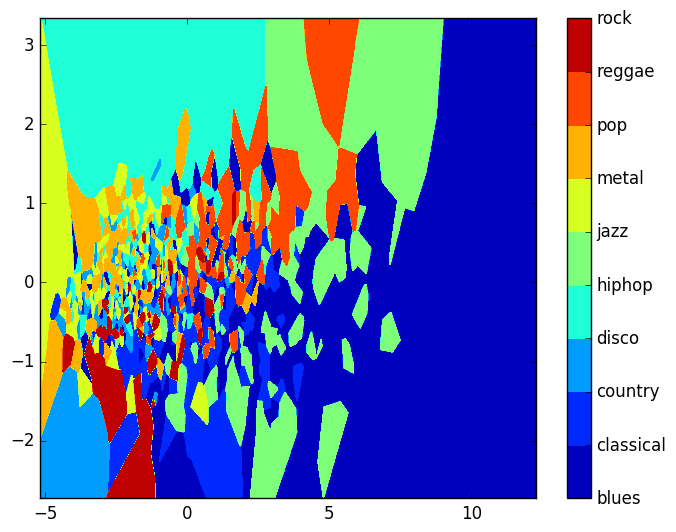 3
2
1
0
−1
−2
−5
0
5
10
rock
reggae
pop
metal
jazz
hiphop
disco
country
classical
blues